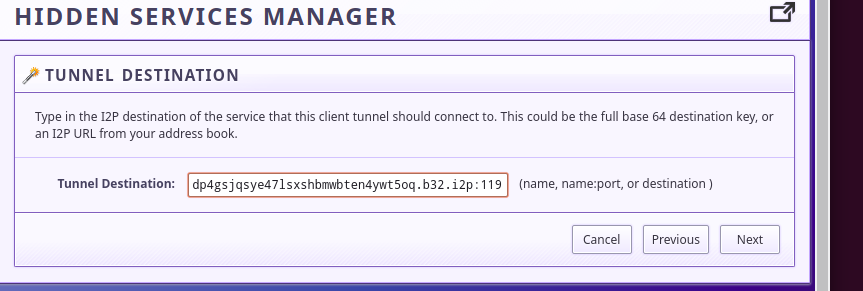 HIDDEN SERVICES MANAGER
TUNNEL DESTINATION
Type in the I2P destination of the service that this client tunnel should connect to. This could be the full base 64 destination key, or
an I2P URL from your address book.
Tunnel Destination: dp4gsjqsye47lsxshbmwbten4ywt5oq.b32.i2p:119 (name, name:port, or destination )
Cancel Previous Next